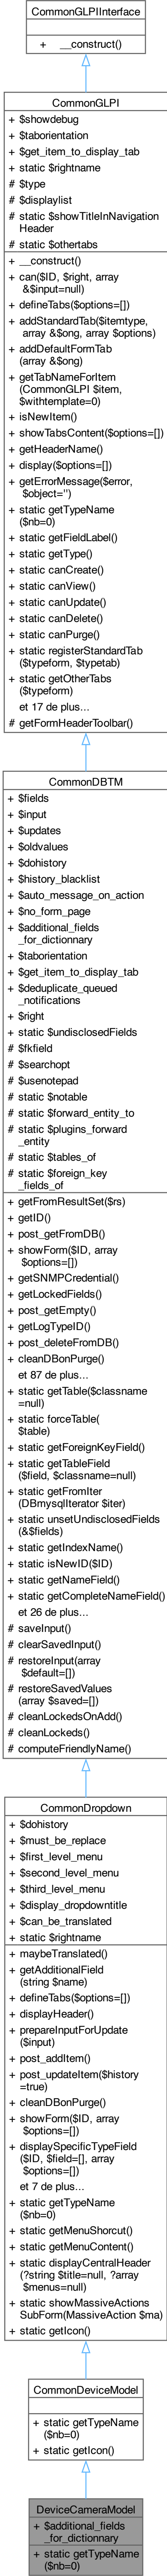 CommonGLPIInterface
+ __construct()
CommonGLPI
+ $showdebug
+ $taborientation
+ $get_item_to_display_tab
+ static $rightname
# $type
# $displaylist
# static $showTitleInNavigation
Header
# static $othertabs
+ __construct()
+ can($ID, $right, array
&$input=null)
+ defineTabs($options=[])
+ addStandardTab($itemtype,
array &$ong, array $options)
+ addDefaultFormTab
(array &$ong)
+ getTabNameForItem
(CommonGLPI $item,
$withtemplate=0)
+ isNewItem()
+ showTabsContent($options=[])
+ getHeaderName()
+ display($options=[])
+ getErrorMessage($error,
$object='')
+ static getTypeName
($nb=0)
+ static getFieldLabel()
+ static getType()
+ static canCreate()
+ static canView()
+ static canUpdate()
+ static canDelete()
+ static canPurge()
+ static registerStandardTab
($typeform, $typetab)
+ static getOtherTabs
($typeform)
et 17 de plus...
# getFormHeaderToolbar()
CommonDBTM
+ $fields
+ $input
+ $updates
+ $oldvalues
+ $dohistory
+ $history_blacklist
+ $auto_message_on_action
+ $no_form_page
+ $additional_fields
_for_dictionnary
+ $taborientation
+ $get_item_to_display_tab
+ $deduplicate_queued
_notifications
+ $right
+ static $undisclosedFields
# $fkfield
# $searchopt
# $usenotepad
# static $notable
# static $forward_entity_to
# static $plugins_forward
_entity
# static $tables_of
# static $foreign_key
_fields_of
+ getFromResultSet($rs)
+ getID()
+ post_getFromDB()
+ showForm($ID, array
$options=[])
+ getSNMPCredential()
+ getLockedFields()
+ post_getEmpty()
+ getLogTypeID()
+ post_deleteFromDB()
+ cleanDBonPurge()
et 87 de plus...
+ static getTable($classname
=null)
+ static forceTable(
$table)
+ static getForeignKeyField()
+ static getTableField
($field, $classname=null)
+ static getFromIter
(DBmysqlIterator $iter)
+ static unsetUndisclosedFields
(&$fields)
+ static getIndexName()
+ static isNewID($ID)
+ static getNameField()
+ static getCompleteNameField()
et 26 de plus...
# saveInput()
# clearSavedInput()
# restoreInput(array
$default=[])
# restoreSavedValues
(array $saved=[])
# cleanLockedsOnAdd()
# cleanLockeds()
# computeFriendlyName()
CommonDropdown
+ $dohistory
+ $must_be_replace
+ $first_level_menu
+ $second_level_menu
+ $third_level_menu
+ $display_dropdowntitle
+ $can_be_translated
+ static $rightname
+ maybeTranslated()
+ getAdditionalField
(string $name)
+ defineTabs($options=[])
+ displayHeader()
+ prepareInputForUpdate
($input)
+ post_addItem()
+ post_updateItem($history
=true)
+ cleanDBonPurge()
+ showForm($ID, array
$options=[])
+ displaySpecificTypeField
($ID, $field=[], array
$options=[])
et 7 de plus...
+ static getTypeName
($nb=0)
+ static getMenuShorcut()
+ static getMenuContent()
+ static displayCentralHeader
(?string $title=null, ?array
$menus=null)
+ static showMassiveActions
SubForm(MassiveAction $ma)
+ static getIcon()
CommonDeviceModel
+ static getTypeName
($nb=0)
+ static getIcon()
DeviceCameraModel
+ $additional_fields
_for_dictionnary
+ static getTypeName
($nb=0)